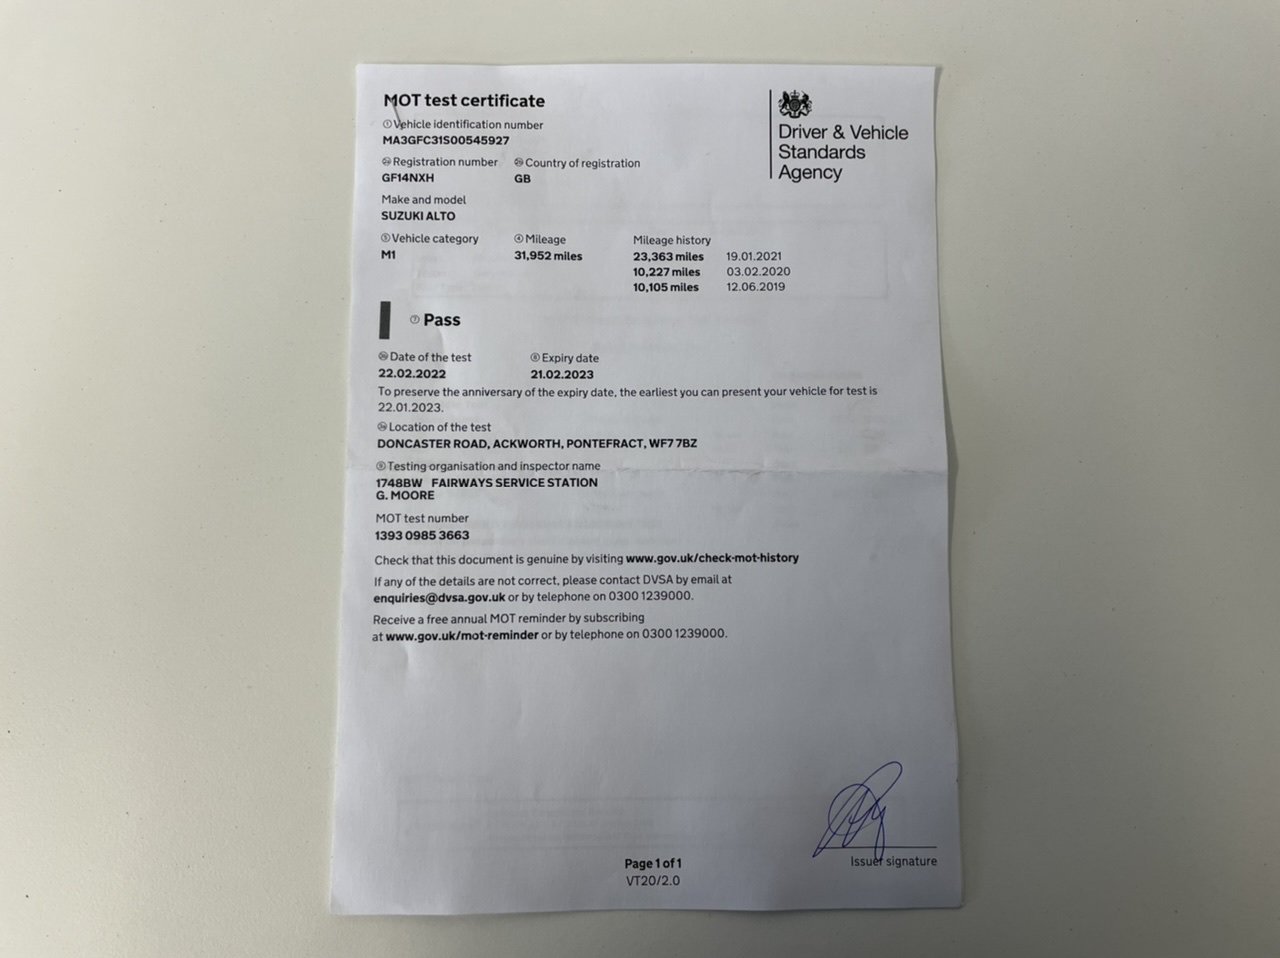 MOT test certificate
Driver & Vehicle
Standards
Agency
① Vehicle identification number
MA3GFC31S00545927
Registration number Country of registration
GF14NXH GB
Make and model
SUZUKI ALTO
⑤ Vehicle category ④ Mileage Mileage history
M1 31,952 miles 23,363 miles 19.01.2021
10,227 miles 03.02.2020
10,105 miles 12.06.2019
⑦ Pass
Date of the test ⑧ Expiry date
22.02.2022 21.02.2023
To preserve the anniversary of the expiry date, the earliest you can present your vehicle for test is
22.01.2023.
Location of the test
DONCASTER ROAD, ACKWORTH, PONTEFRACT, WF7 7BZ
⑨ Testing organisation and inspector name
1748BW FAIRWAYS SERVICE STATION
G. MOORE
MOT test number
1393 0985 3663
Check that this document is genuine by visiting www.gov.uk/check-mot-history
If any of the details are not correct, please contact DVSA by email at
enquiries@dvsa.gov.uk or by telephone on 0300 1239000.
Receive a free annual MOT reminder by subscribing
at www.gov.uk/mot-reminder or by telephone on 0300 1239000.
Issuer signature
Page 1 of 1
VT20/2.0